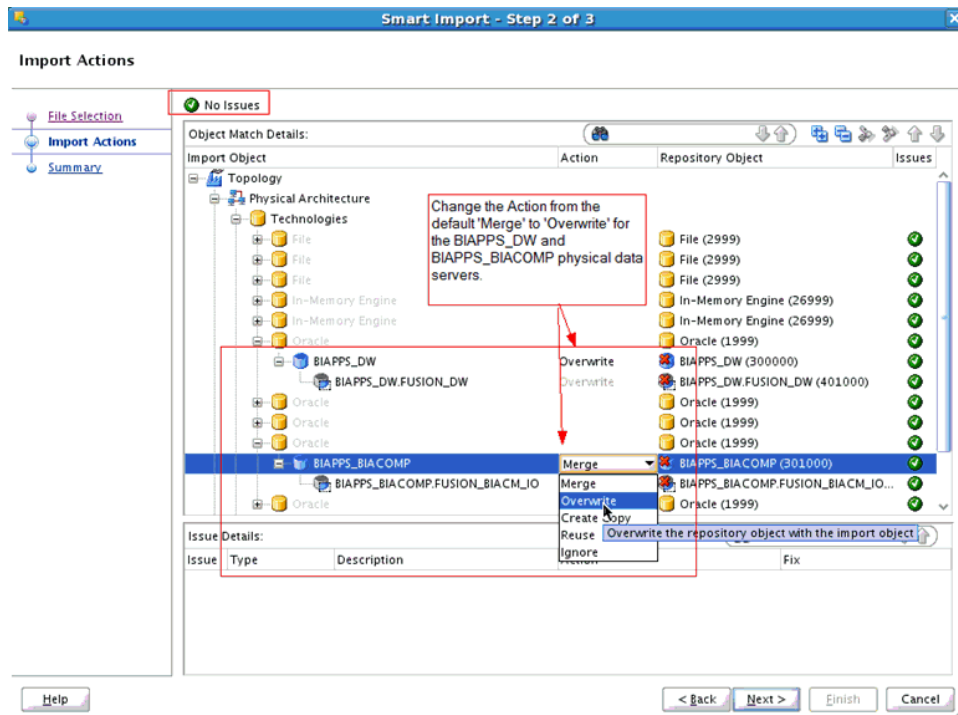 Smart Import - Step 2 of 3
Import Actions
File Selection
Import Actions
Summary
No Issues
Object Match Details:
Import Object Action Repository Object Issues
Topology
Physical Architecture
Technologies
Change the Action from the
default 'Merge' to 'Overwrite' for
the BIAPPS_DW and
BIAPPS_BIACOMP physical data
servers.
File File (2999)
File File (2999)
File File (2999)
In-Memory Engine In-Memory Engine (26999)
In-Memory Engine In-Memory Engine (26999)
Oracle Oracle (1999)
BIAPPS_DW Overwrite BIAPPS_DW (300000)
BIAPPS_DW.FUSION_DW Overwrite BIAPPS_DW.FUSION_DW (401000)
Oracle Oracle (1999)
Oracle Oracle (1999)
Oracle Oracle (1999)
BIAPPS_BIACOMP Merge BIAPPS_BIACOMP (301000)
BIAPPS_BIACOMP.FUSION_BIACM_IO BIAPPS_BIACOMP.FUSION_BIACM_IO...
Oracle Oracle (1999)
Merge
Overwrite
Create Copy
Reuse
Ignore
Overwrite the repository object with the import object
Issue Details:
Issue Type Description Action Fix
Help < Back Next > Finish Cancel